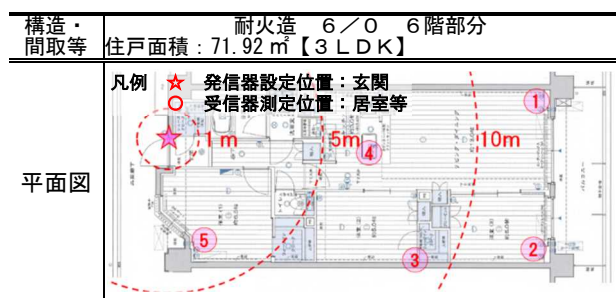 構造・間取等
耐火造 6/0 6階部分
住戸面積:71.92㎡【3LDK】
平面図
凡例 ☆ 発信器設定位置:玄関
○ 受信器測定位置:居室等
1m
5m
10m
1
4
5
3
2